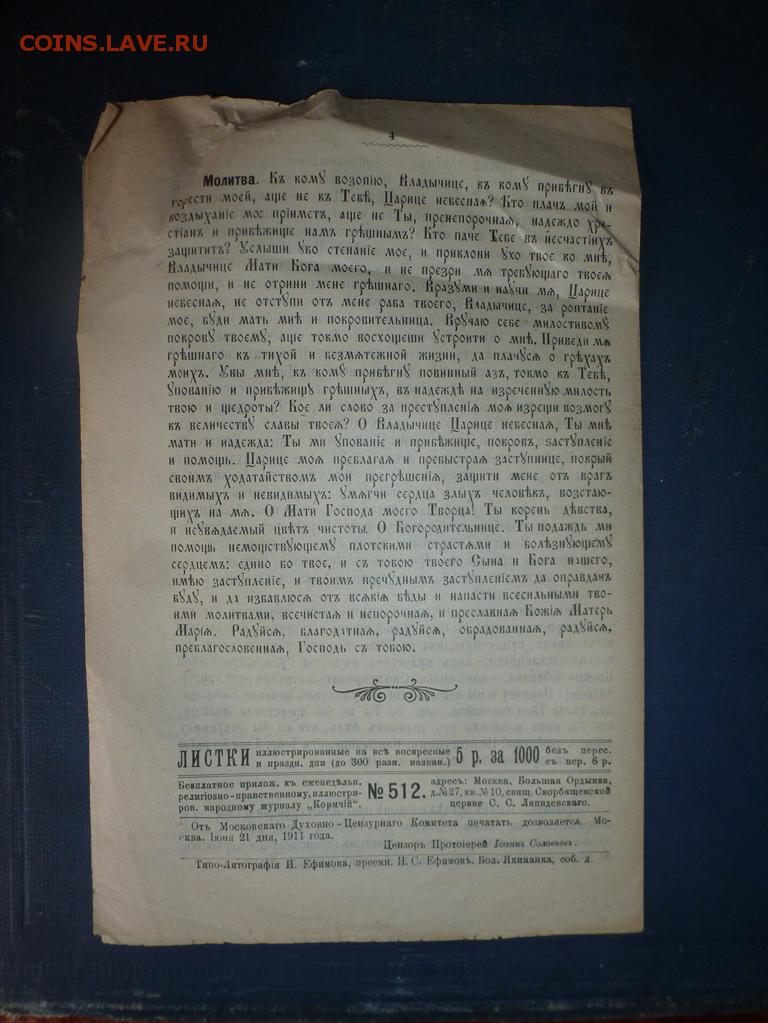 COINS.LAVE.RU
4
Молитва. Къ кому возопію, Владычице, къ кому прибѣгну въ
горести моей, аще не къ Тебѣ, Царице небесная? Кто плачъ мой и
воздыханіе мое пріиметъ, аще не Ты, пренепорочная, надеждо хри-
стіанъ и прибѣжище намъ грѣшнымъ? Кто паче Тебе въ несчастіихъ
защититъ? Услыши убо стенаніе мое, и приклони ухо твое ко мнѣ,
Владычице Мати Бога моего, и не презри мя требующаго твоея
помощи, и не отрини мене грѣшнаго. Вразуми и научи мя, Царице
небесная, не отступи отъ мене раба твоего, Владычице, за роптаніе
мое, буди мать мнѣ и покровительница. Вручаю себе милостивому
покрову твоему, аще токмо восхощеши устроити о мнѣ. Приведи мя
грѣшнаго къ тихой и безмятежной жизни, да плачуся о грѣхахъ
моихъ. Увы мнѣ, къ кому прибѣгну повинный азъ, токмо къ Тебѣ,
упованію и прибѣжищу грѣшныхъ, въ надеждѣ на изреченную милость
твою и щедроты? Кое ли слово за преступленія моя изрещи возмогу
къ величеству славы твоея? О Владычице Царице небесная, Ты мнѣ
мати и надежда: Ты ми упованіе и прибѣжище, покровъ, заступленіе
и помощь. Царице моя преблагая и пребыстрая заступнице, покрый
своимъ ходатайствомъ мои прегрѣшенія, защити мене отъ врагъ
видимыхъ и невидимыхъ: умягчи сердца злыхъ человѣкъ, возстаю-
щихъ на мя. О Мати Господа моего Творца! Ты корень дѣвства,
и неувядаемый цвѣтъ чистоты. О Богородительнице. Ты подаждь ми
помощь немощствующему плотскими страстями и болѣзнующему
сердцемъ: едино бо твое, и съ тобою твоего Сына и Бога нашего,
имѣю заступленіе, и твоимъ пречуднымъ заступленіемъ да оправданъ
буду, и да избавлюся отъ всякія бѣды и напасти всесильными тво-
ими молитвами, всечистая и непорочная, и преславная Божія Матерь
Марія. Радуйся, благодатная, радуйся, обрадованная, радуйся,
преблагословенная, Господь съ тобою.
ЛИСТКИ иллюстрированные на всѣ воскресные и праздн. дни (до 300 разн. назван.) 5 р. за 1000 безъ перес. съ пер. 6 р.
Безплатное прилож. къ еженедѣльн. религіозно-нравственному, иллюстри-ров. народному журналу „Кормчій“. № 512. адресъ: Москва, Большая Ордынка, д. №27, кв. №10, свящ. Скорбященской церкви С. С. Ляпидевскаго.
Отъ Московскаго Духовно-Цензурнаго Комитета печатать дозволяется. Мо-
сква. Іюня 21 дня, 1911 года.
Цензоръ Протоіерей Іоаннъ Соловьевъ.
Типо-Литографія И. Ефимова, преемн. П. С. Ефимовъ. Бол. Якиманка, соб. д.